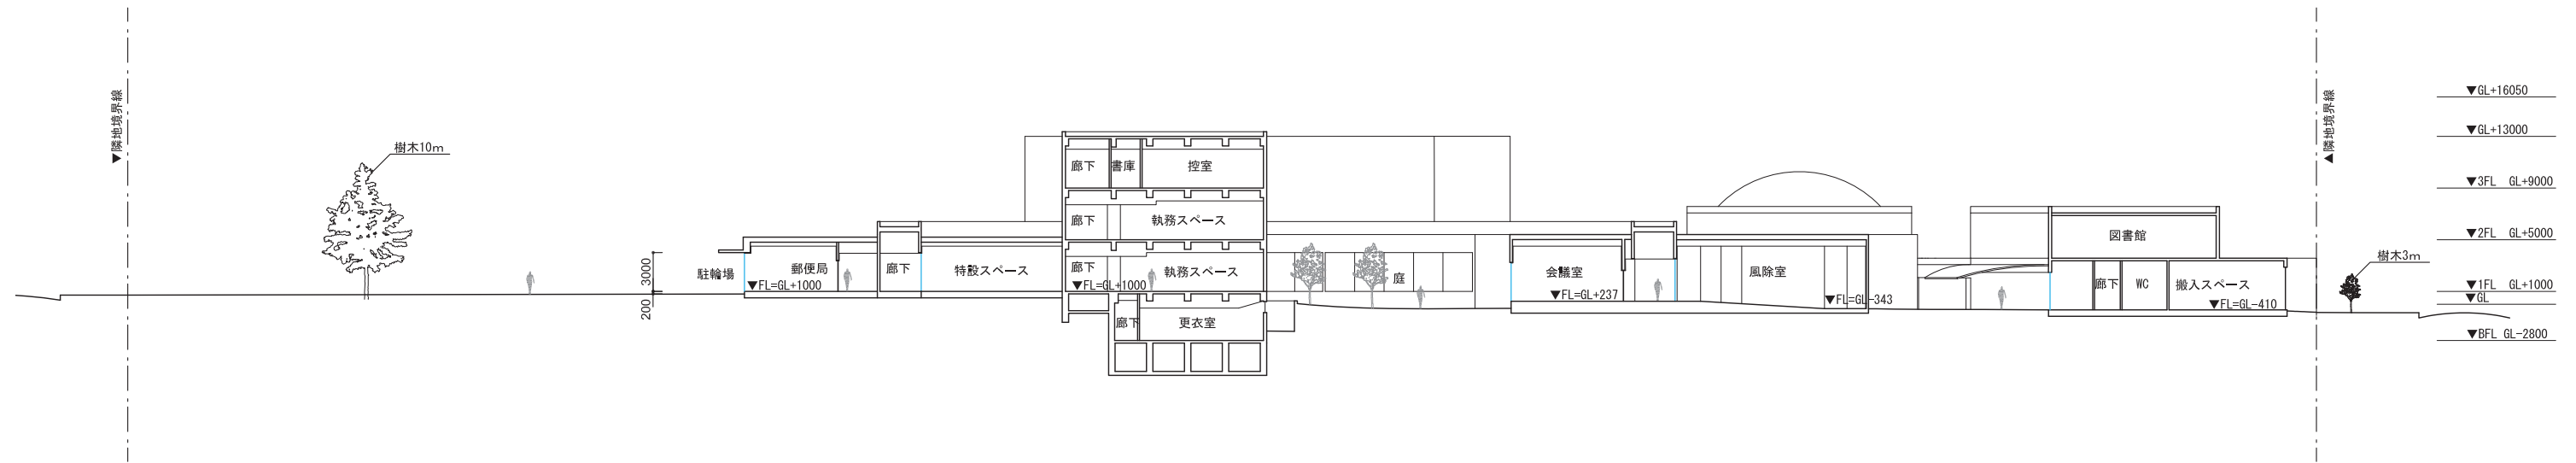 ▼隣地境界線
樹木10m
3000
200
駐輪場
郵便局
▼FL=GL+1000
廊下
特設スペース
廊下
書庫
控室
廊下
執務スペース
廊下
執務スペース
▼FL=GL+1000
廊下
更衣室
庭
会議室
▼FL=GL+237
風除室
▼FL=GL-343
図書館
廊下
WC
搬入スペース
▼FL=GL-410
▼隣地境界線
樹木3m
▼GL+16050
▼GL+13000
▼3FL GL+9000
▼2FL GL+5000
▼1FL GL+1000
▼GL
▼BFL GL-2800